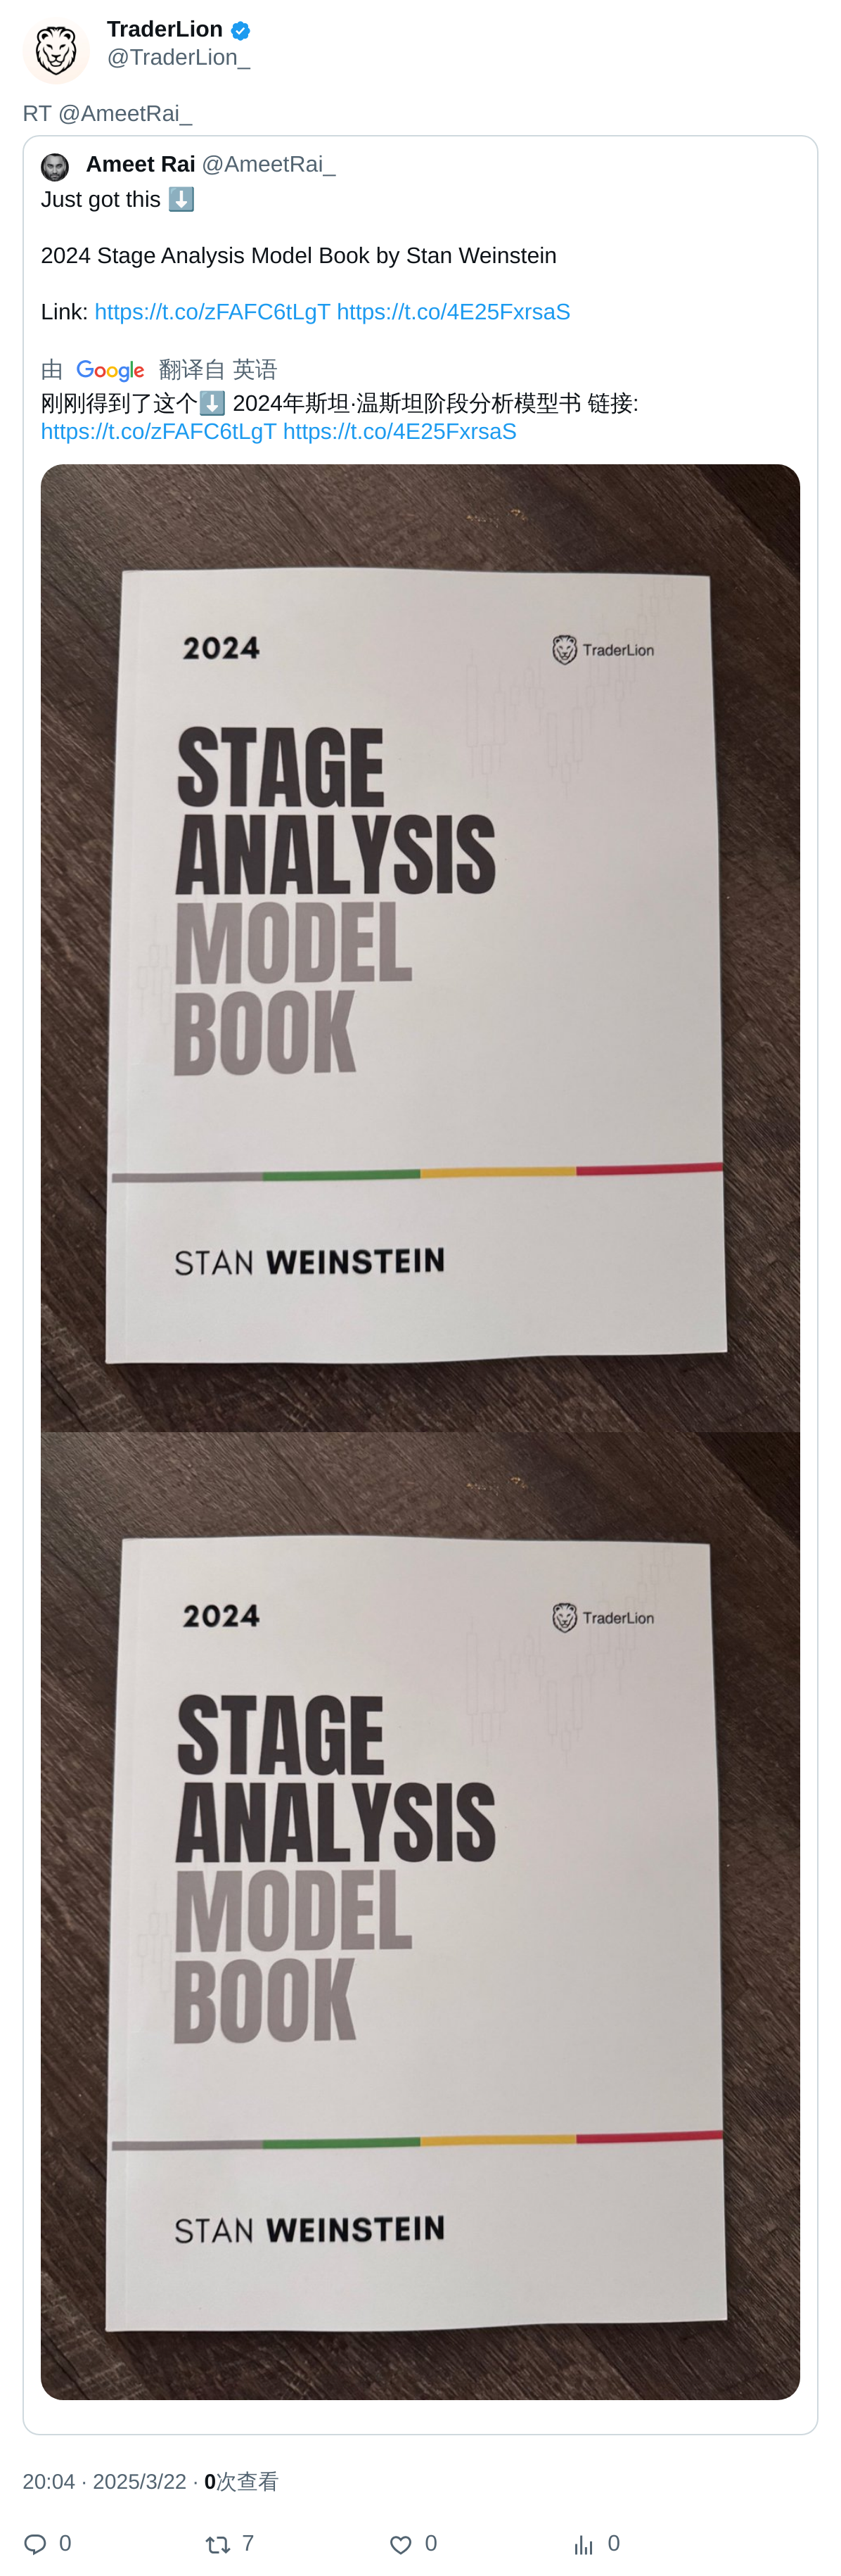 TraderLion
@TraderLion_
RT @AmeetRai_
Ameet Rai @AmeetRai_
Just got this ⬇️
2024 Stage Analysis Model Book by Stan Weinstein
Link: https://t.co/zFAFC6tLgT https://t.co/4E25FxrsaS
由 Google 翻译自 英语
刚刚得到了这个⬇️ 2024年斯坦·温斯坦阶段分析模型书 链接:
https://t.co/zFAFC6tLgT https://t.co/4E25FxrsaS
2024
TraderLion
STAGE
ANALYSIS
MODEL
BOOK
STAN WEINSTEIN
2024
TraderLion
STAGE
ANALYSIS
MODEL
BOOK
STAN WEINSTEIN
20:04 · 2025/3/22 · 0次查看
0 7 0 0